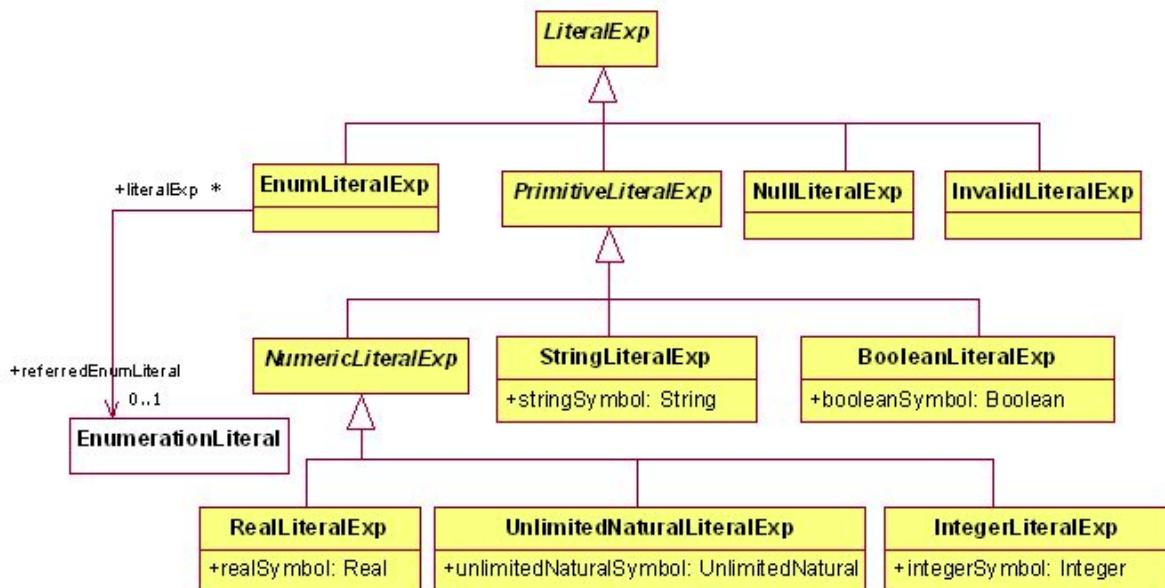 LiteralExp
+literalExp *
EnumLiteralExp
PrimitiveLiteralExp
NullLiteralExp
InvalidLiteralExp
+referredEnumLiteral
0..1
EnumerationLiteral
NumericLiteralExp
StringLiteralExp
+stringSymbol: String
BooleanLiteralExp
+booleanSymbol: Boolean
RealLiteralExp
+realSymbol: Real
UnlimitedNaturalLiteralExp
+unlimitedNaturalSymbol: UnlimitedNatural
IntegerLiteralExp
+integerSymbol: Integer